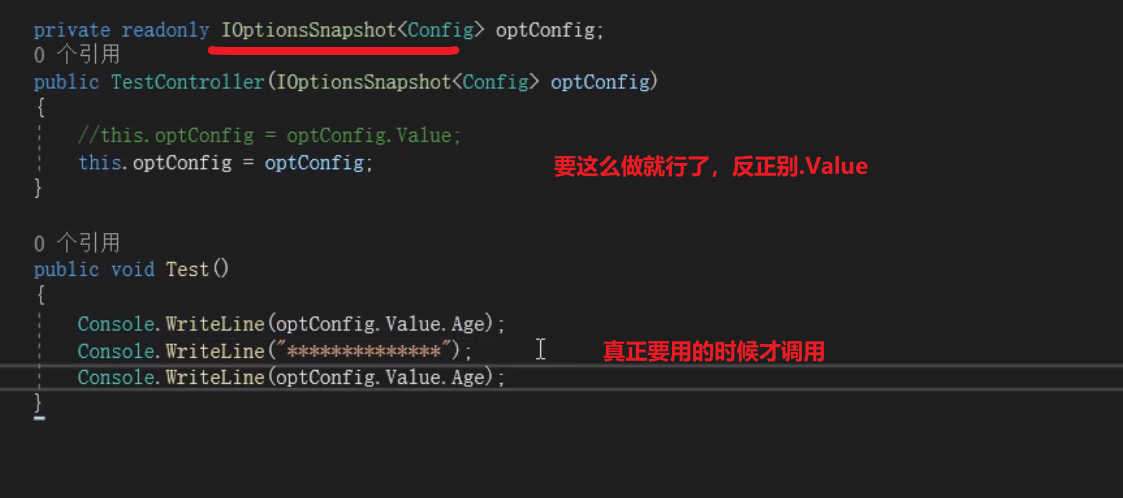 private readonly IOptionsSnapshot<Config> optConfig;
0 个引用
public TestController(IOptionsSnapshot<Config> optConfig)
{
//this.optConfig = optConfig.Value;
this.optConfig = optConfig;
要这么做就行了，反正别.Value
}
0 个引用
public void Test()
{
Console.WriteLine(optConfig.Value.Age);
Console.WriteLine("**************");
真正要用的时候才调用
Console.WriteLine(optConfig.Value.Age);
}